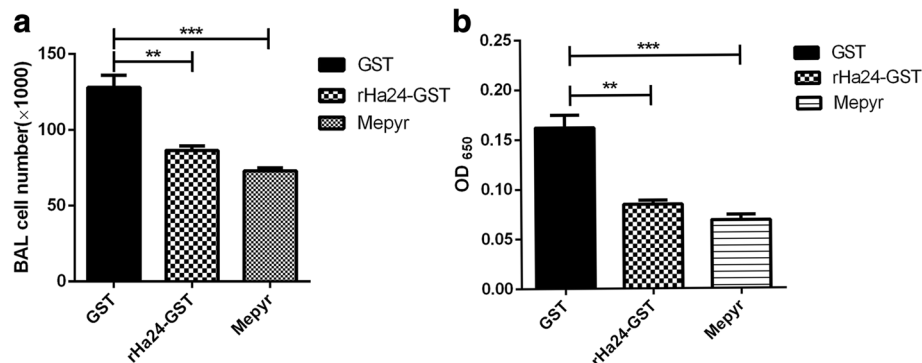 a
***
**
BAL cell number(×1000)
150
100
50
0
GST
rHa24-GST
Mepyr
GST
rHa24-GST
Mepyr
b
***
**
OD 650
0.25
0.20
0.15
0.10
0.05
0.00
GST
rHa24-GST
Mepyr
GST
rHa24-GST
Mepyr